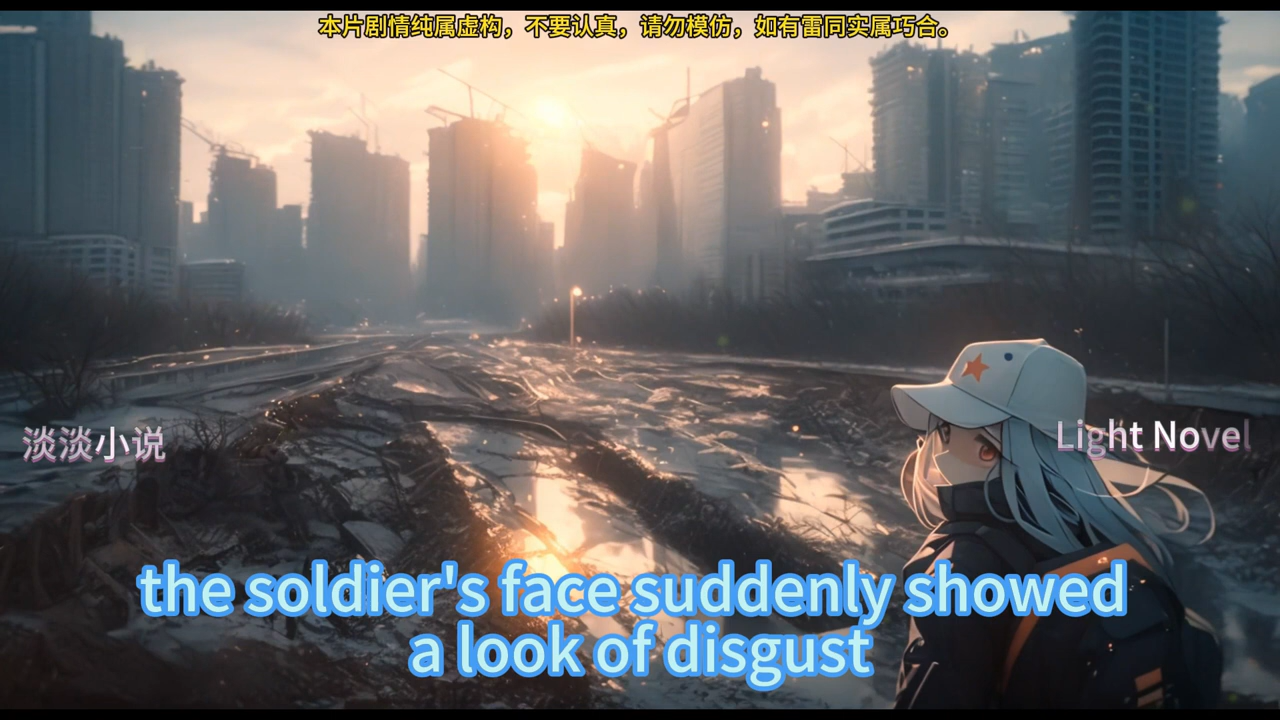 本片剧情纯属虚构，不要认真，请勿模仿，如有雷同实属巧合。
淡淡小说
Light Novel
the soldier's face suddenly showed
a look of disgust